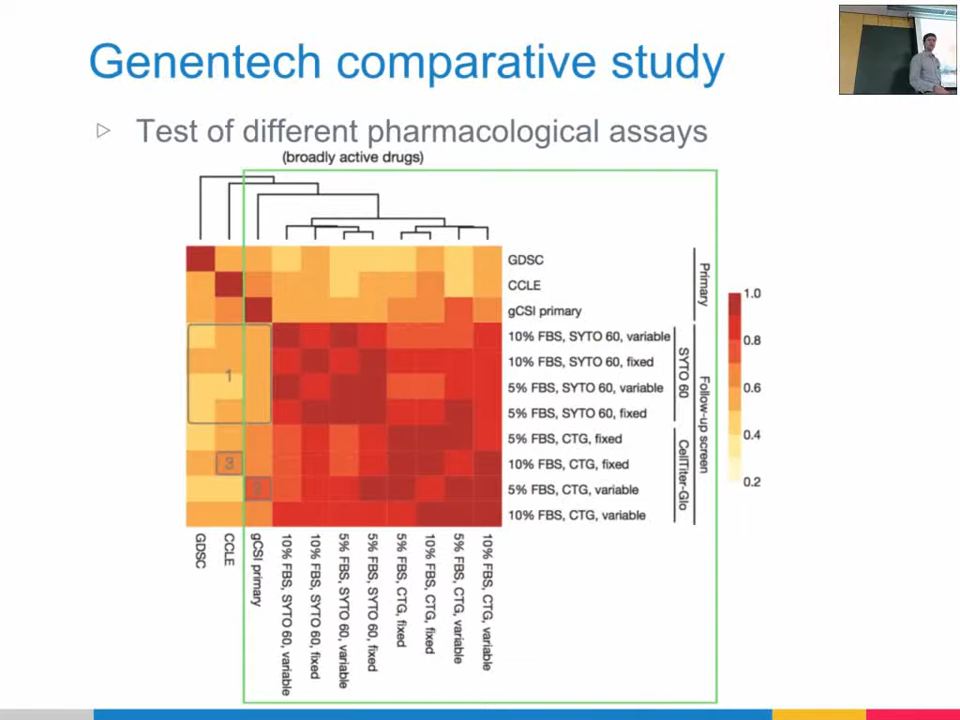 Genentech comparative study
Test of different pharmacological assays
(broadly active drugs)
GDSC
CCLE
gCSI primary
10% FBS, SYTO 60, variable
10% FBS, SYTO 60, fixed
5% FBS, SYTO 60, variable
5% FBS, SYTO 60, fixed
5% FBS, CTG, fixed
10% FBS, CTG, fixed
5% FBS, CTG, variable
10% FBS, CTG, variable
Primary
SYTO 60
CellTiter-Glo
Follow-up screen
1.0
0.8
0.6
0.4
0.2
1
3
2
GDSC
CCLE
gCSI primary
10% FBS, SYTO 60, variable
10% FBS, SYTO 60, fixed
5% FBS, SYTO 60, variable
5% FBS, SYTO 60, fixed
5% FBS, CTG, fixed
10% FBS, CTG, fixed
5% FBS, CTG, variable
10% FBS, CTG, variable